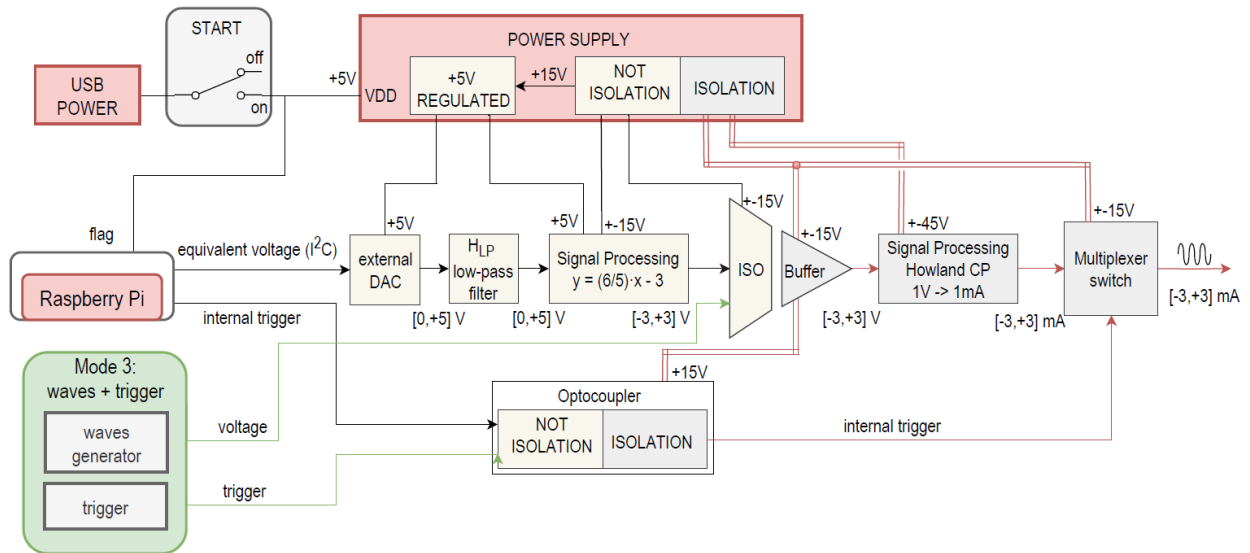 START
off
on
USB
POWER
+5V
POWER SUPPLY
VDD
+5V
REGULATED
+15V
NOT
ISOLATION
ISOLATION
flag
equivalent voltage (I²C)
Raspberry Pi
internal trigger
+5V
external
DAC
[0,+5] V
H_LP
low-pass
filter
[0,+5] V
+5V
+-15V
Signal Processing
y = (6/5)·x - 3
[-3,+3] V
+-15V
ISO
+-15V
Buffer
[-3,+3] V
+-45V
Signal Processing
Howland CP
1V -> 1mA
[-3,+3] mA
+-15V
Multiplexer
switch
[-3,+3] mA
Mode 3:
waves + trigger
waves
generator
trigger
voltage
trigger
+15V
Optocoupler
NOT
ISOLATION
ISOLATION
internal trigger